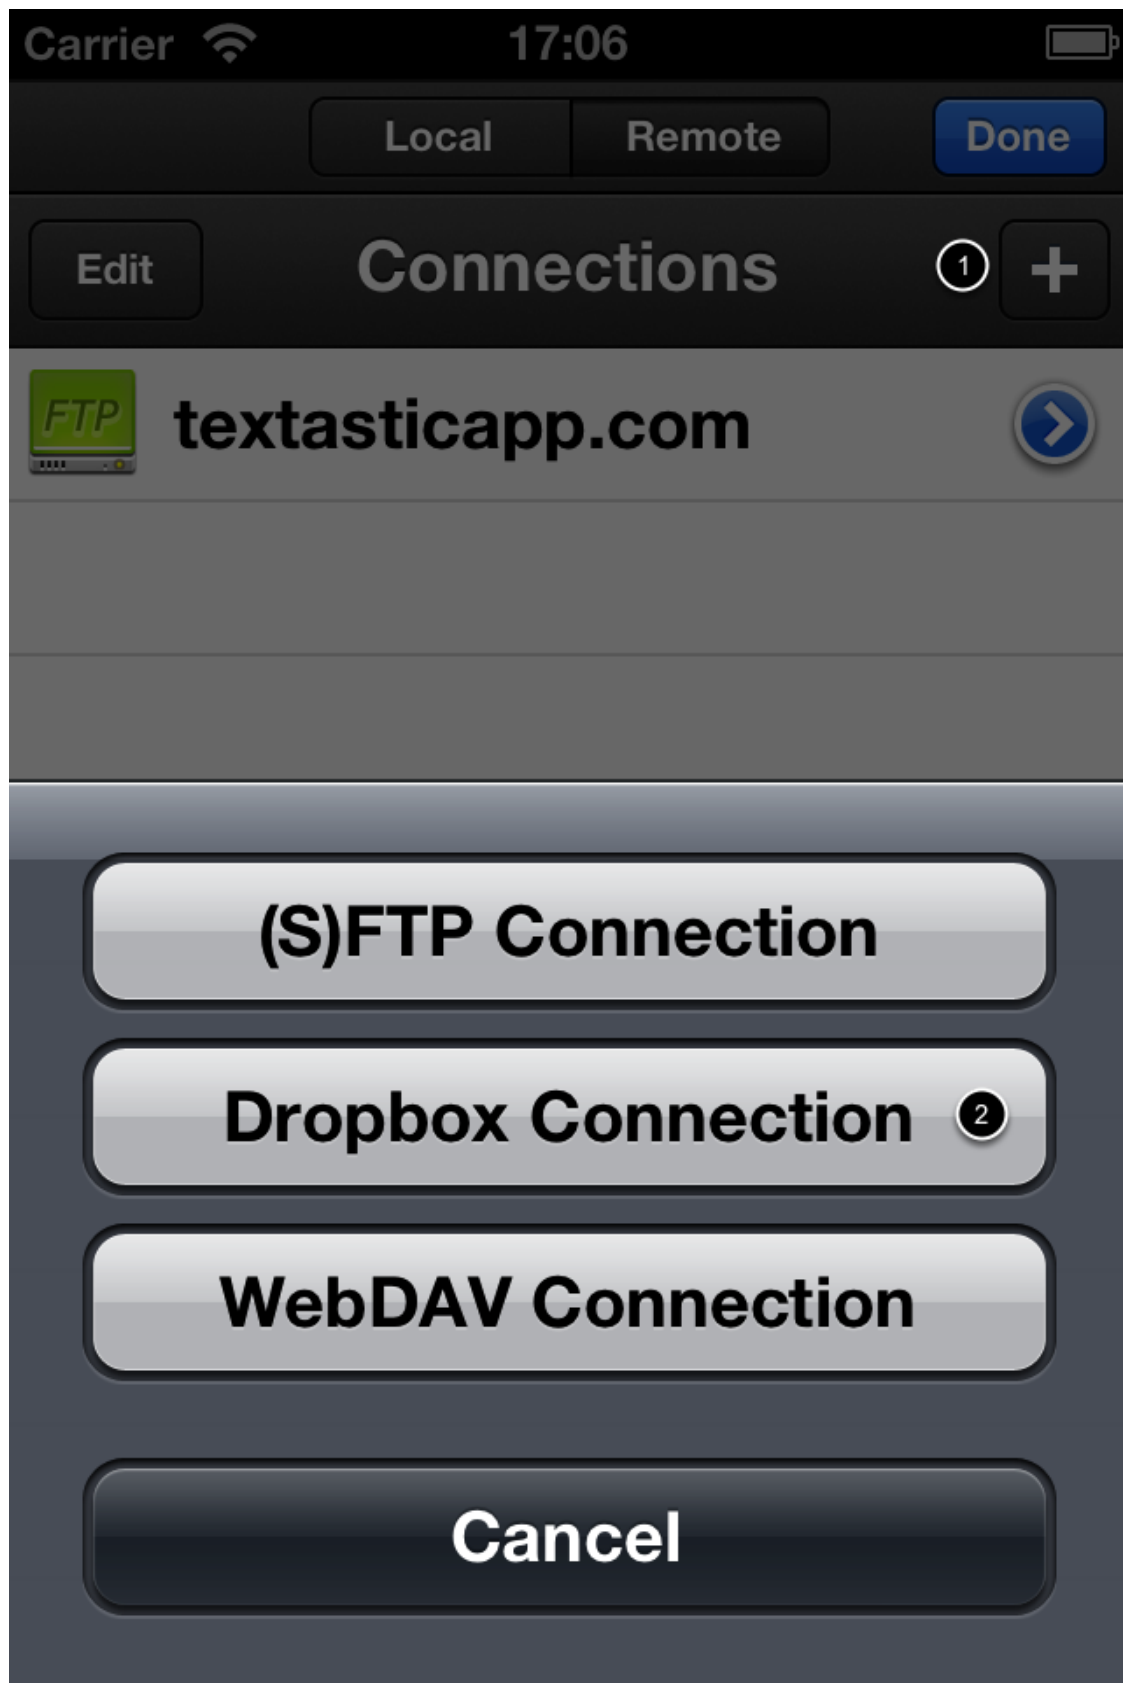 Carrier 17:06
Local Remote Done
Edit Connections 1 +
FTP textasticapp.com
(S)FTP Connection
Dropbox Connection 2
WebDAV Connection
Cancel